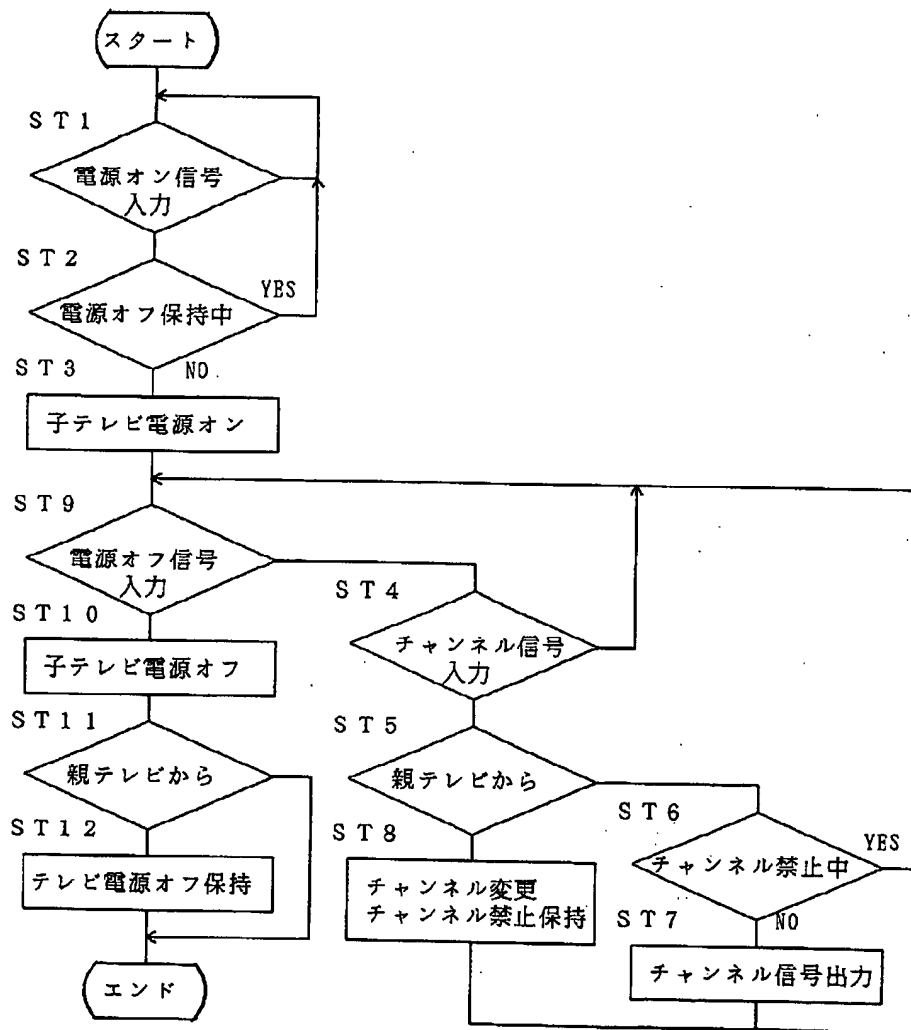 スタート
ST1
電源オン信号
入力
ST2
電源オフ保持中
YES
ST3
NO
子テレビ電源オン
ST9
電源オフ信号
入力
ST10
子テレビ電源オフ
ST11
親テレビから
ST12
テレビ電源オフ保持
エンド
ST4
チャンネル信号
入力
ST5
親テレビから
ST8
チャンネル変更
チャンネル禁止保持
ST6
チャンネル禁止中
YES
ST7
NO
チャンネル信号出力